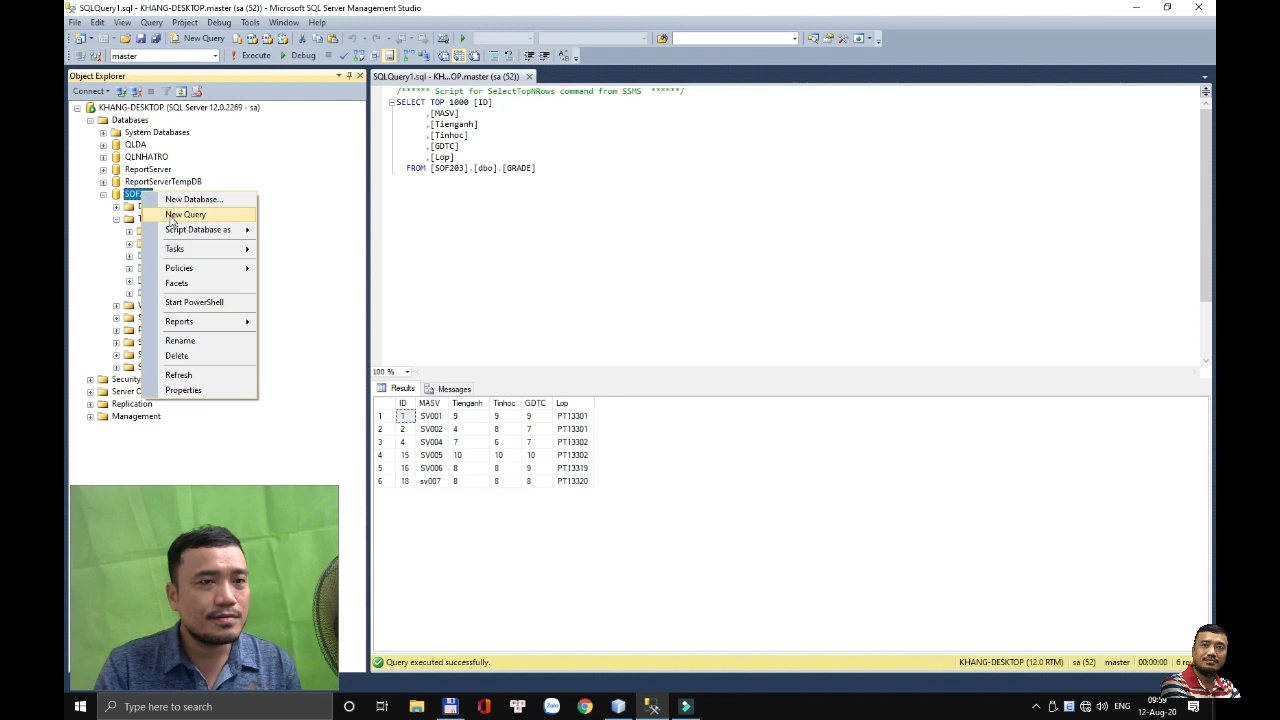 SQLQuery1.sql - KHANG-DESKTOP.master (sa (52)) - Microsoft SQL Server Management Studio
File Edit View Query Project Debug Tools Window Help
New Query
master Execute Debug
Object Explorer
Connect
KHANG-DESKTOP (SQL Server 12.0.2269 - sa)
Databases
System Databases
QLDA
QLNHATRO
ReportServer
ReportServerTempDB
New Database...
New Query
Script Database as
Tasks
Policies
Facets
Start PowerShell
Reports
Rename
Delete
Refresh
Properties
Security
Replication
Management
SQLQuery1.sql - KH...OP.master (sa (52))
/****** Script for SelectTopNRows command from SSMS ******/
SELECT TOP 1000 [ID]
,[MASV]
,[Tienganh]
,[Tinhoc]
,[GDTC]
,[Lop]
FROM [SOF203].[dbo].[GRADE]
100 %
Results Messages
ID MASV Tienganh Tinhoc GDTC Lop
1 1 SV001 9 9 9 PT13301
2 2 SV002 4 8 7 PT13301
3 4 SV004 7 6 7 PT13302
4 15 SV005 10 10 10 PT13302
5 16 SV006 8 8 9 PT13319
6 18 sv007 8 8 8 PT13320
Query executed successfully.
KHANG-DESKTOP (12.0 RTM) sa (52) master 00:00:00
Type here to search
Zalo
ENG
09:59
12-Aug-20